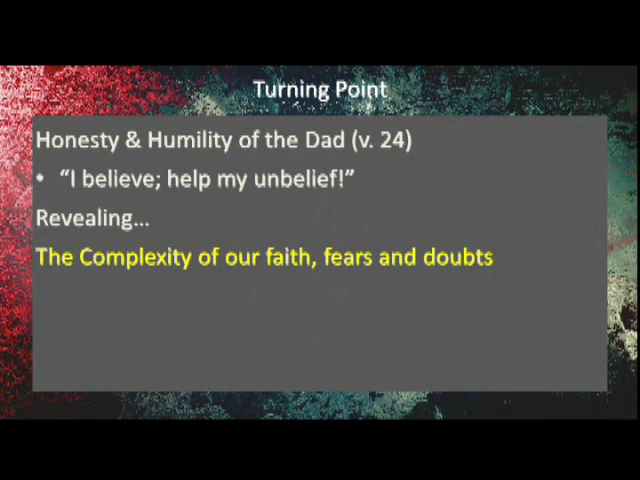 Turning Point
Honesty & Humility of the Dad (v. 24)
• “I believe; help my unbelief!”
Revealing…
The Complexity of our faith, fears and doubts